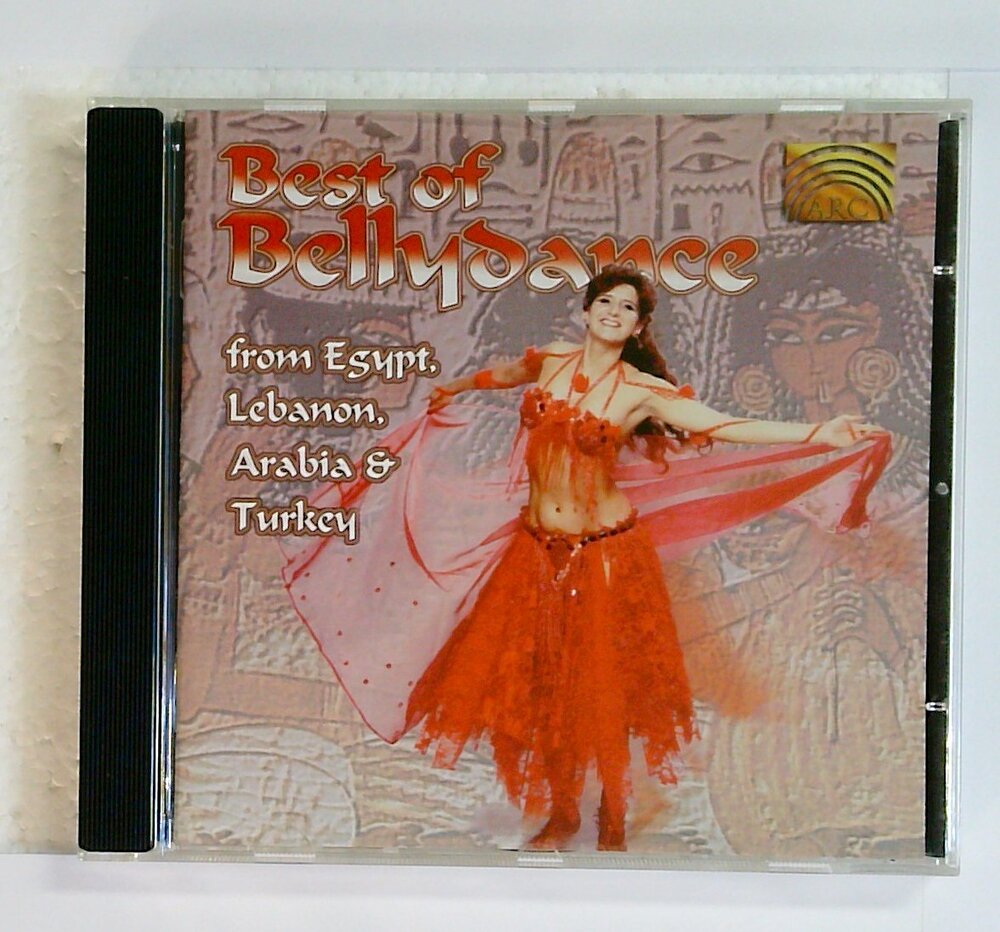 Best of
Bellydance
ARC
from Egypt,
Lebanon,
Arabia &
Turkey